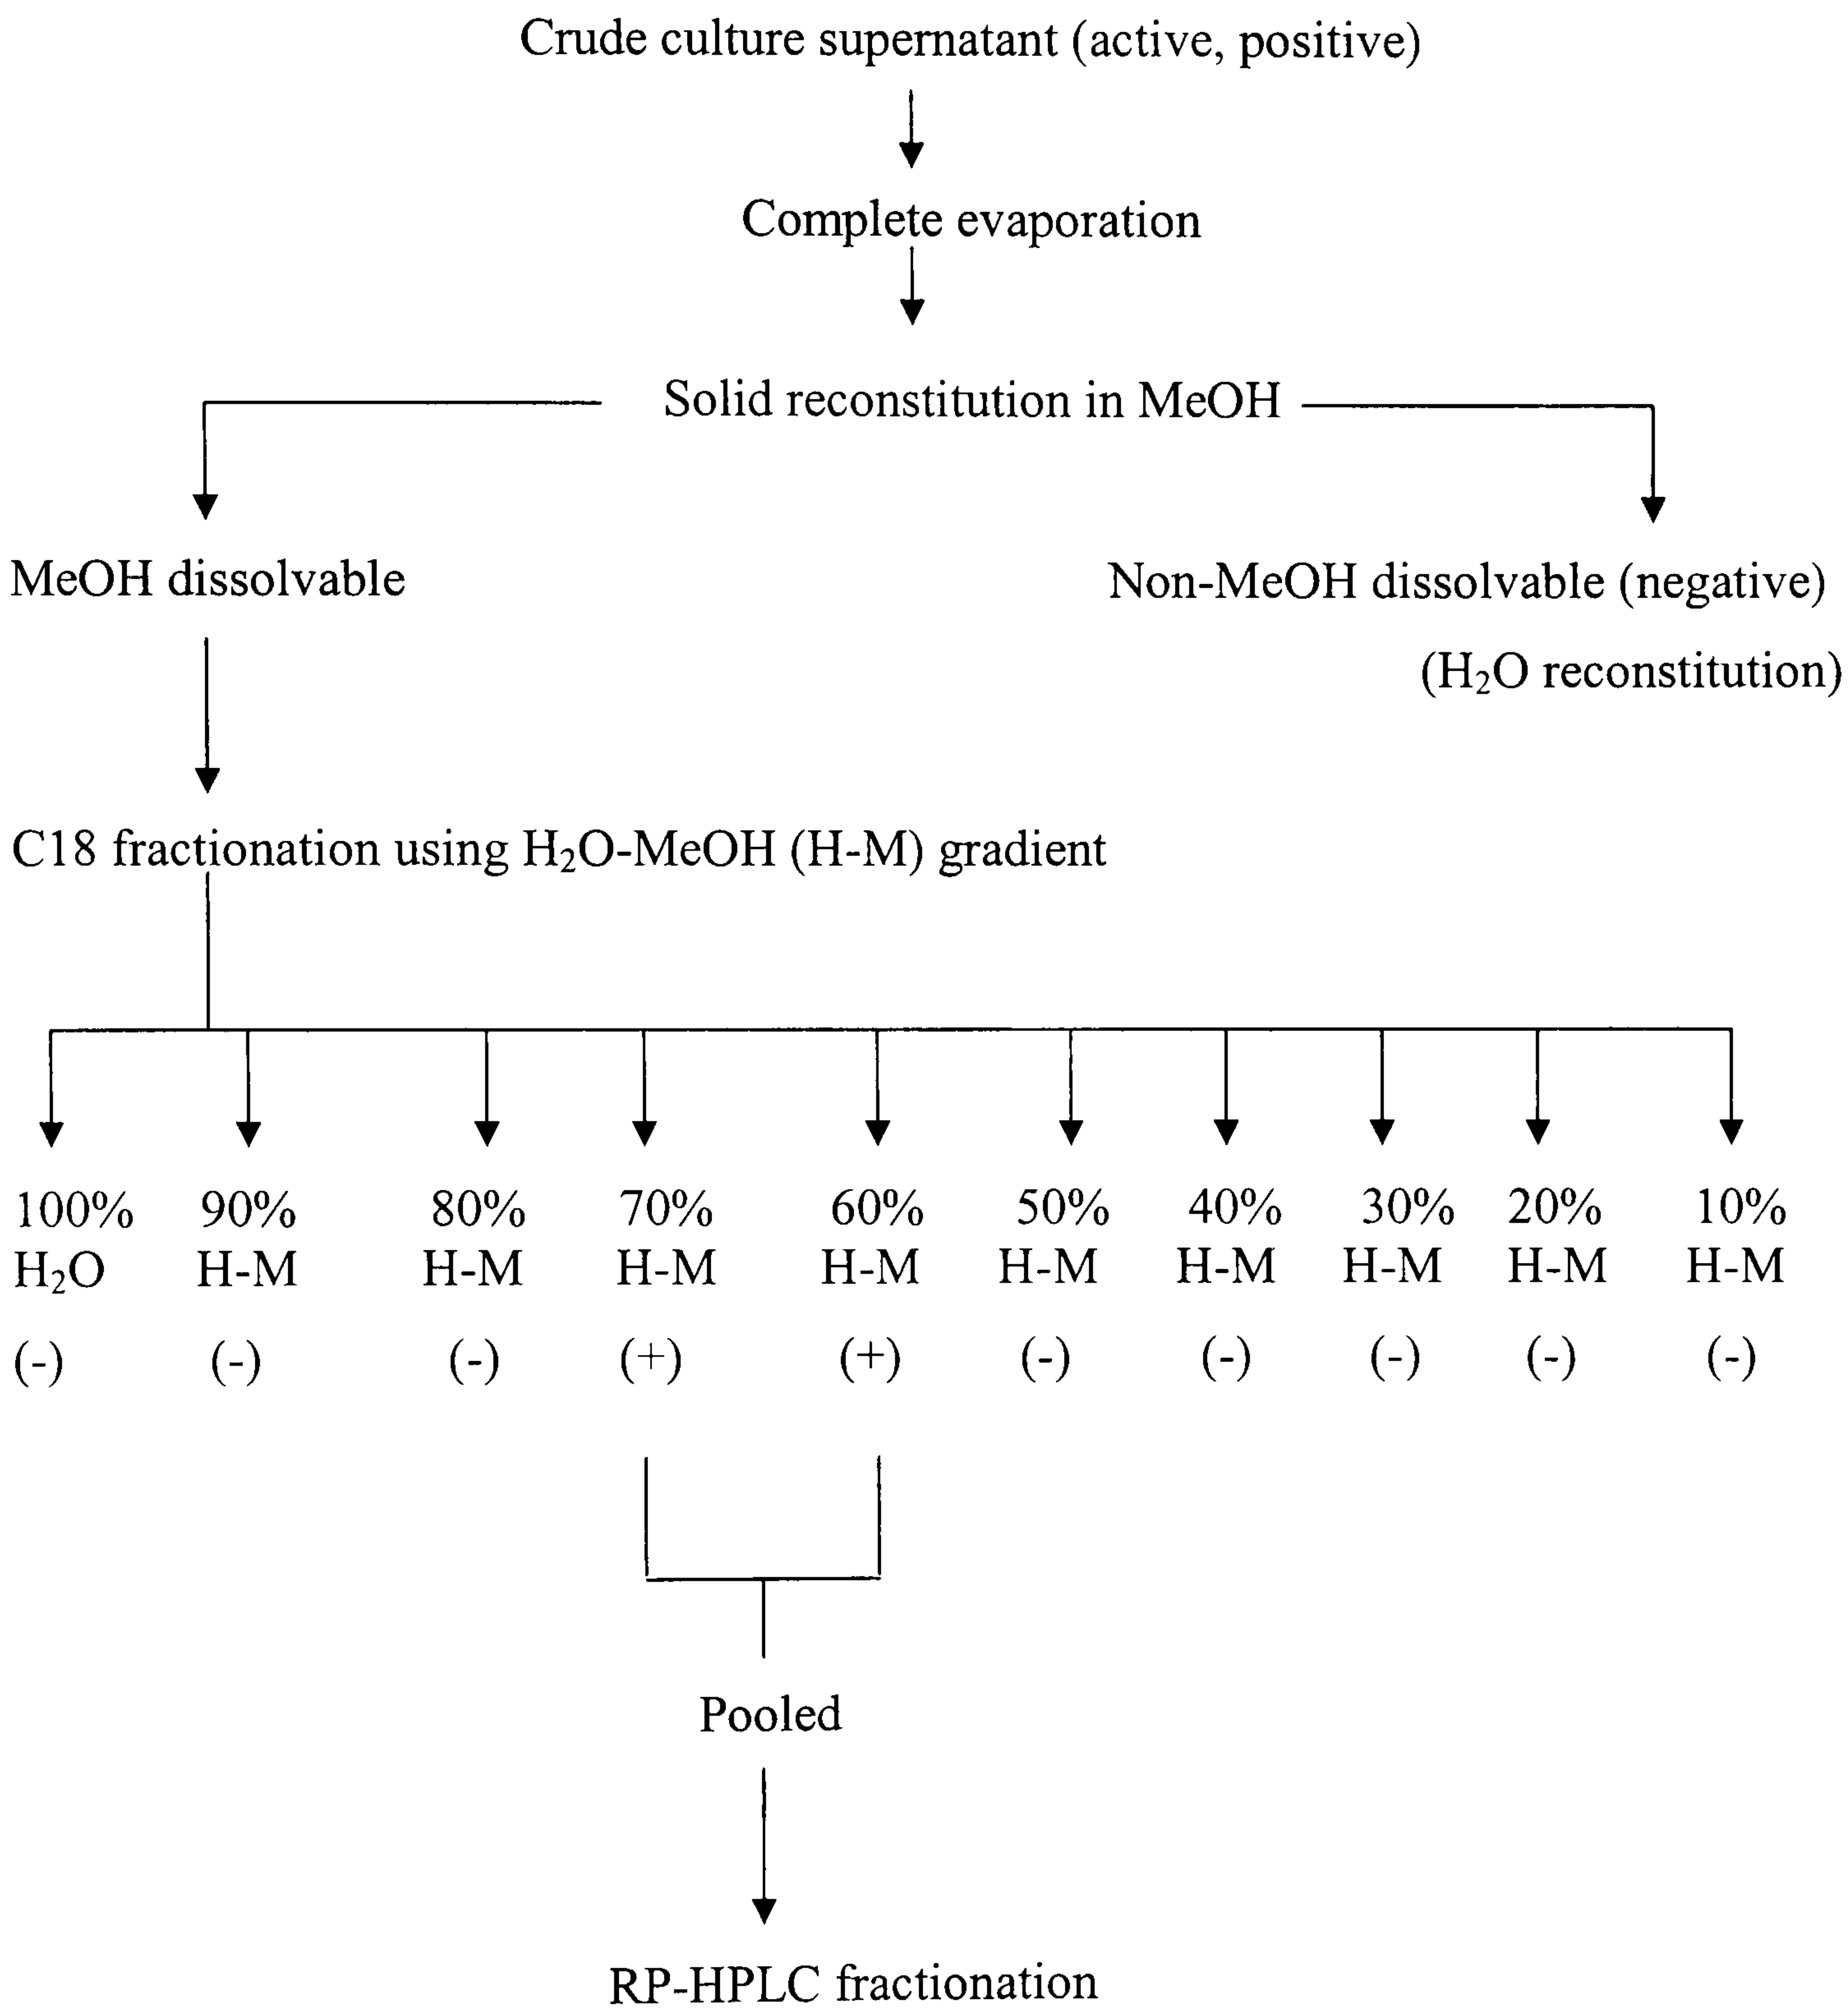 Crude culture supernatant (active, positive)
Complete evaporation
Solid reconstitution in MeOH
MeOH dissolvable
Non-MeOH dissolvable (negative)
(H₂O reconstitution)
C18 fractionation using H₂O-MeOH (H-M) gradient
100% 90% 80% 70% 60% 50% 40% 30% 20% 10%
H₂O H-M H-M H-M H-M H-M H-M H-M H-M H-M
(-) (-) (-) (+) (+) (-) (-) (-) (-) (-)
Pooled
RP-HPLC fractionation